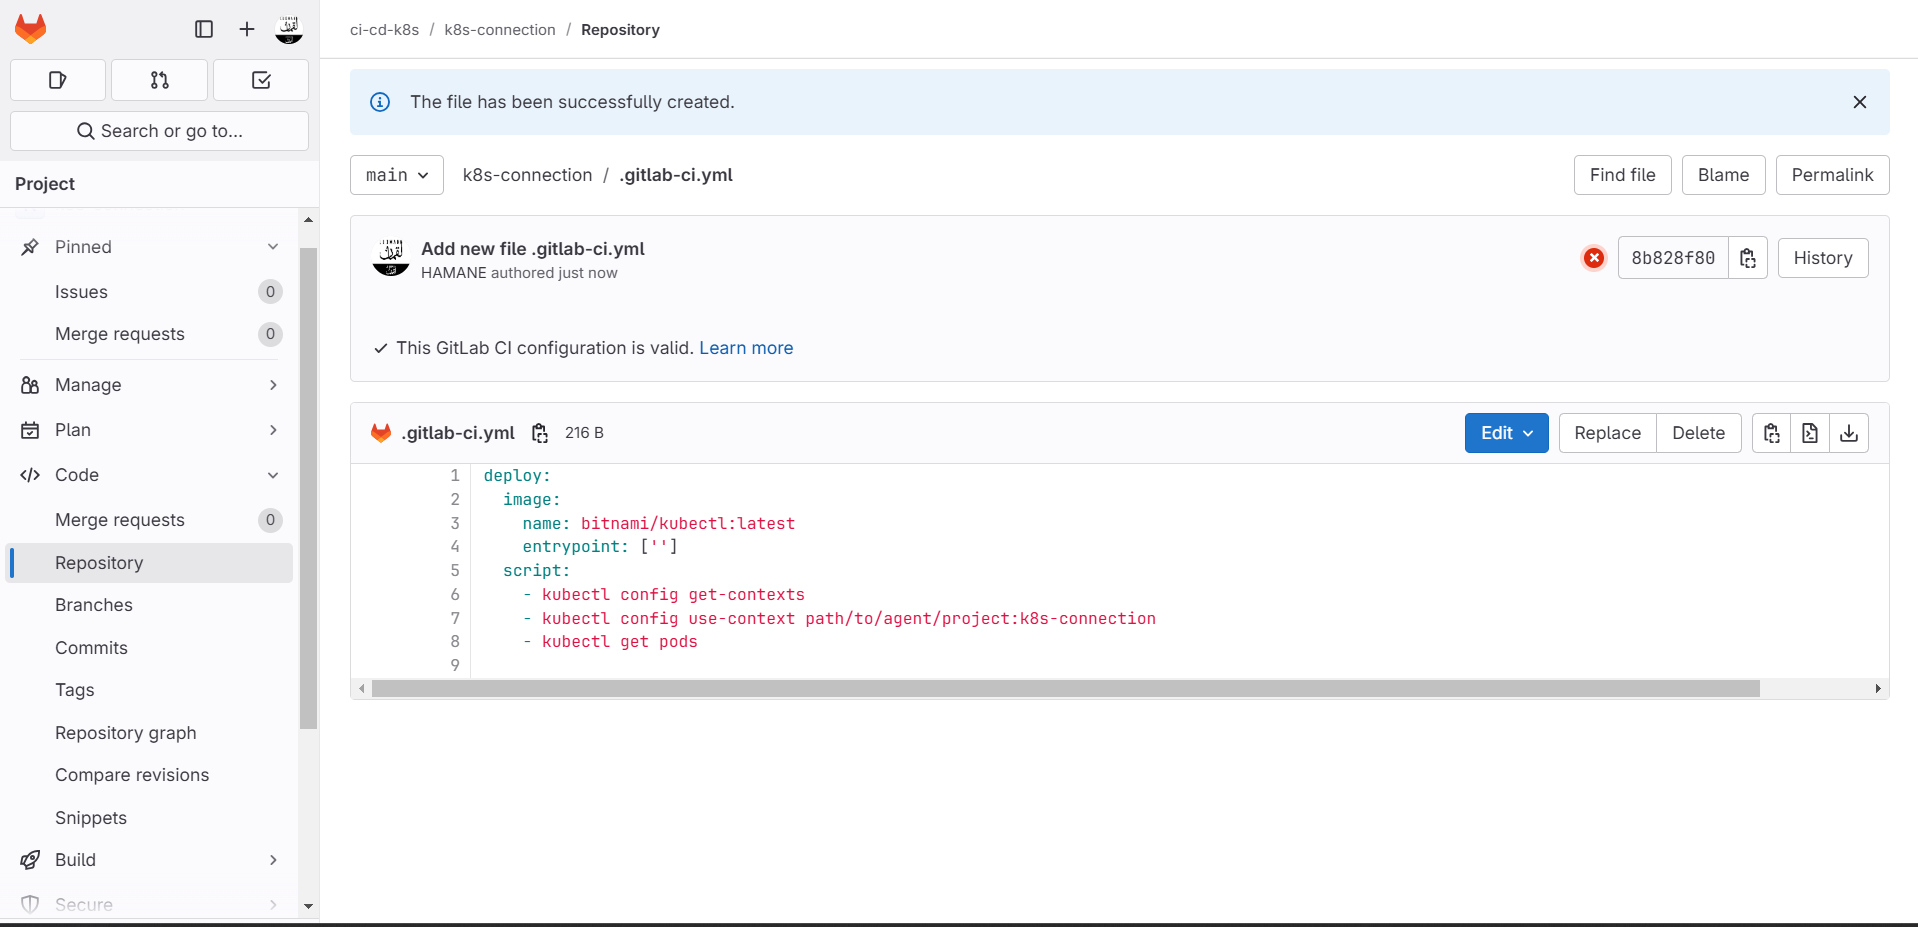 ci-cd-k8s / k8s-connection / Repository
Search or go to...
Project
Pinned
Issues 0
Merge requests 0
Manage
Plan
Code
Merge requests 0
Repository
Branches
Commits
Tags
Repository graph
Compare revisions
Snippets
Build
Secure
The file has been successfully created.
main k8s-connection / .gitlab-ci.yml Find file Blame Permalink
Add new file .gitlab-ci.yml
HAMANE authored just now
8b828f80 History
This GitLab CI configuration is valid. Learn more
.gitlab-ci.yml 216 B Edit Replace Delete
1 deploy:
2   image:
3     name: bitnami/kubectl:latest
4     entrypoint: ['']
5   script:
6     - kubectl config get-contexts
7     - kubectl config use-context path/to/agent/project:k8s-connection
8     - kubectl get pods
9